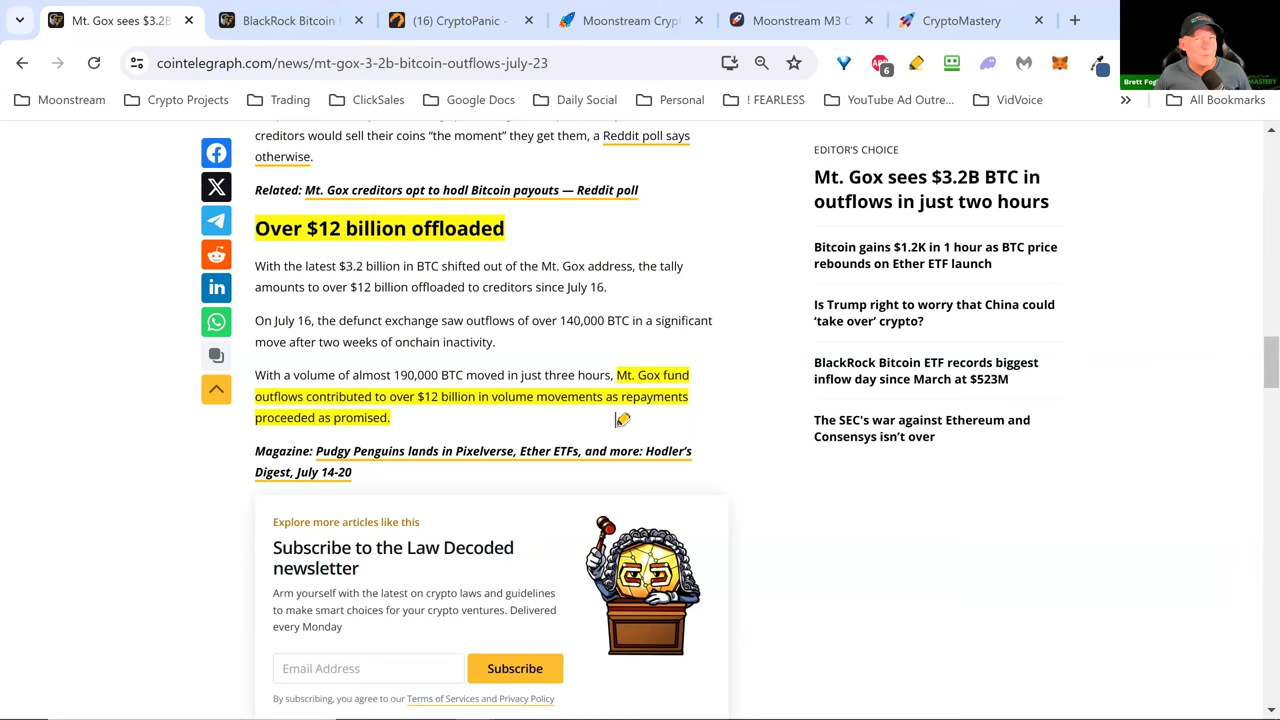 Mt. Gox sees $3.2B
BlackRock Bitcoin
(16) CryptoPanic -
Moonstream Cryp
Moonstream M3 C
CryptoMastery
cointelegraph.com/news/mt-gox-3-2b-bitcoin-outflows-july-23
6
Moonstream
Crypto Projects
Trading
ClickSales
Google Docs
Daily Social
Personal
! FEARLESS
YouTube Ad Outre...
VidVoice
All Bookmarks
creditors would sell their coins “the moment” they get them, a Reddit poll says
otherwise.
Related: Mt. Gox creditors opt to hodl Bitcoin payouts — Reddit poll
Over $12 billion offloaded
With the latest $3.2 billion in BTC shifted out of the Mt. Gox address, the tally
amounts to over $12 billion offloaded to creditors since July 16.
On July 16, the defunct exchange saw outflows of over 140,000 BTC in a significant
move after two weeks of onchain inactivity.
With a volume of almost 190,000 BTC moved in just three hours, Mt. Gox fund
outflows contributed to over $12 billion in volume movements as repayments
proceeded as promised.
Magazine: Pudgy Penguins lands in Pixelverse, Ether ETFs, and more: Hodler’s
Digest, July 14-20
Explore more articles like this
Subscribe to the Law Decoded
newsletter
Arm yourself with the latest on crypto laws and guidelines
to make smart choices for your crypto ventures. Delivered
every Monday
Email Address
Subscribe
By subscribing, you agree to our Terms of Services and Privacy Policy
EDITOR’S CHOICE
Mt. Gox sees $3.2B BTC in
outflows in just two hours
Bitcoin gains $1.2K in 1 hour as BTC price
rebounds on Ether ETF launch
Is Trump right to worry that China could
‘take over’ crypto?
BlackRock Bitcoin ETF records biggest
inflow day since March at $523M
The SEC's war against Ethereum and
Consensys isn’t over
Brett Fog
MASTERY